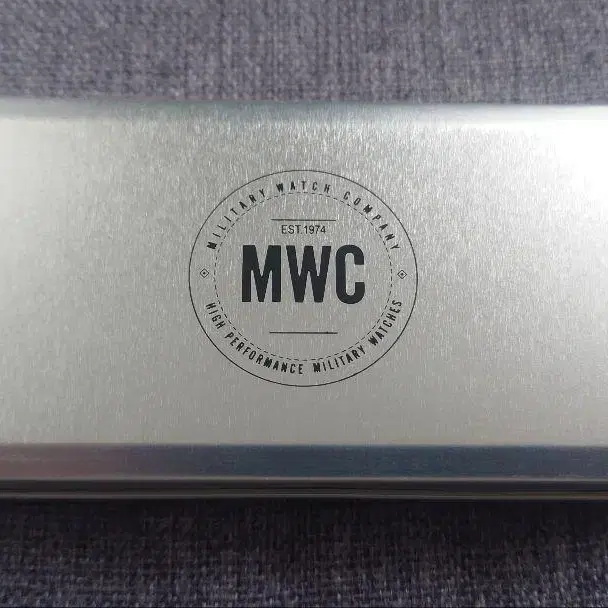 MILITARY WATCH COMPANY
EST.1974
MWC
HIGH PERFORMANCE MILITARY WATCHES